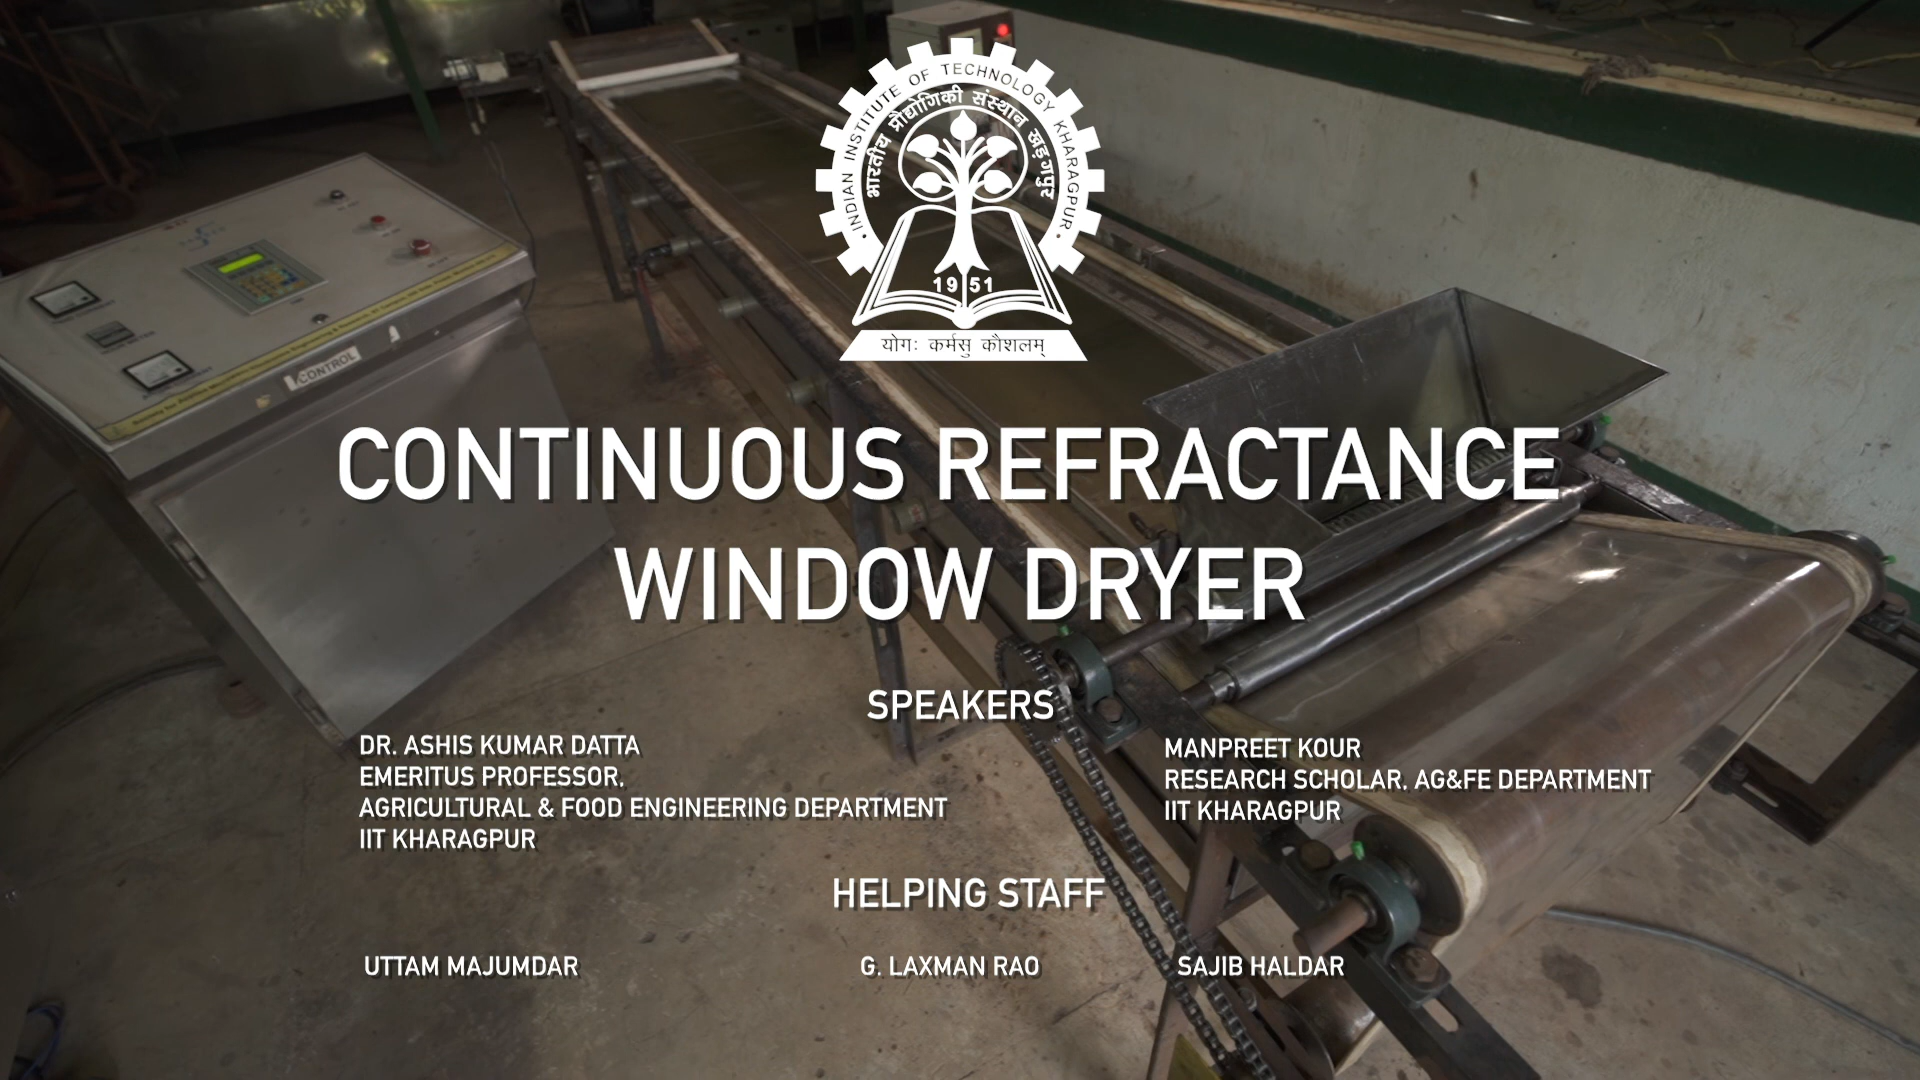 INDIAN INSTITUTE OF TECHNOLOGY KHARAGPUR
भारतीय प्रौद्योगिकी संस्थान खड़गपुर
19 51
योगः कर्मसु कौशलम्
CONTROL
CONTINUOUS REFRACTANCE
WINDOW DRYER
SPEAKERS
DR. ASHIS KUMAR DATTA
EMERITUS PROFESSOR,
AGRICULTURAL & FOOD ENGINEERING DEPARTMENT
IIT KHARAGPUR
MANPREET KOUR
RESEARCH SCHOLAR, AG&FE DEPARTMENT
IIT KHARAGPUR
HELPING STAFF
UTTAM MAJUMDAR
G. LAXMAN RAO
SAJIB HALDAR